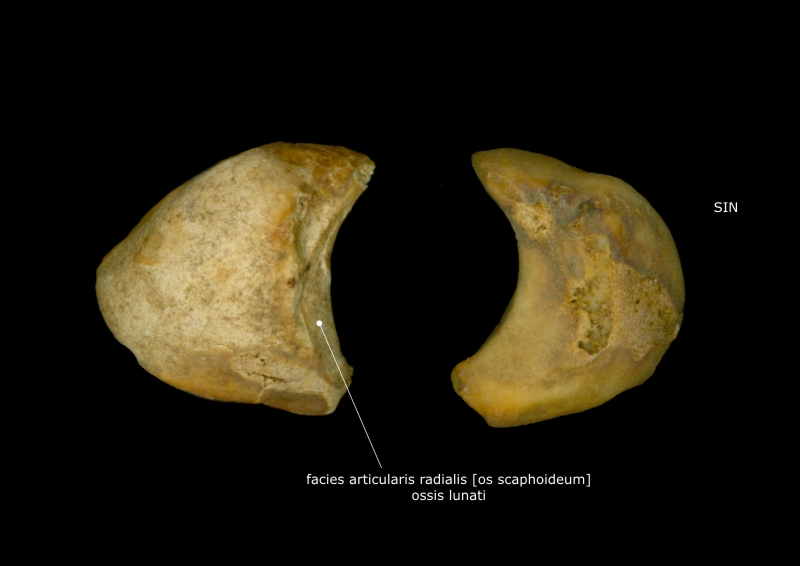 SIN
facies articularis radialis [os scaphoideum]
ossis lunati